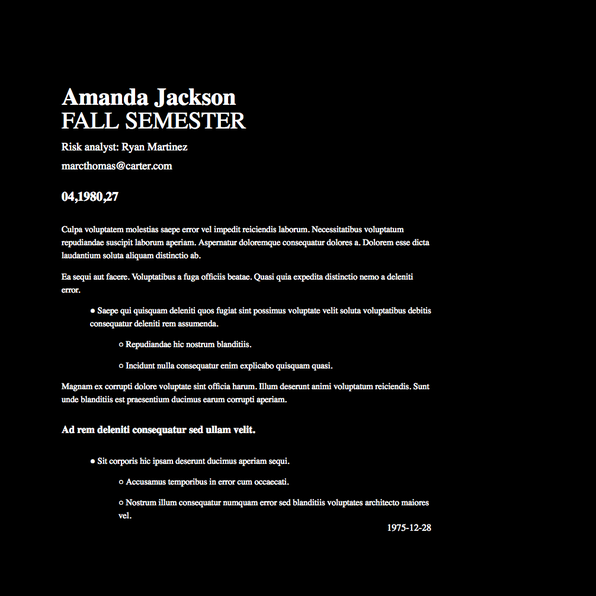 Amanda Jackson
FALL SEMESTER
Risk analyst: Ryan Martinez
marcthomas@carter.com
04,1980,27
Culpa voluptatem molestias saepe error vel impedit reiciendis laborum. Necessitatibus voluptatum
repudiandae suscipit laborum aperiam. Aspernatur doloremque consequatur dolores a. Dolorem esse dicta
laudantium soluta aliquam distinctio ab.
Ea sequi aut facere. Voluptatibus a fuga officiis beatae. Quasi quia expedita distinctio nemo a deleniti
error.
● Saepe qui quisquam deleniti quos fugiat sint possimus voluptate velit soluta voluptatibus debitis
consequatur deleniti rem assumenda.
○ Repudiandae hic nostrum blanditiis.
○ Incidunt nulla consequatur enim explicabo quisquam quasi.
Magnam ex corrupti dolore voluptate sint officia harum. Illum deserunt animi voluptatum reiciendis. Sunt
unde blanditiis est praesentium ducimus earum corrupti aperiam.
Ad rem deleniti consequatur sed ullam velit.
● Sit corporis hic ipsam deserunt ducimus aperiam sequi.
○ Accusamus temporibus in error cum occaecati.
○ Nostrum illum consequatur numquam error sed blanditiis voluptates architecto maiores
vel.
1975-12-28